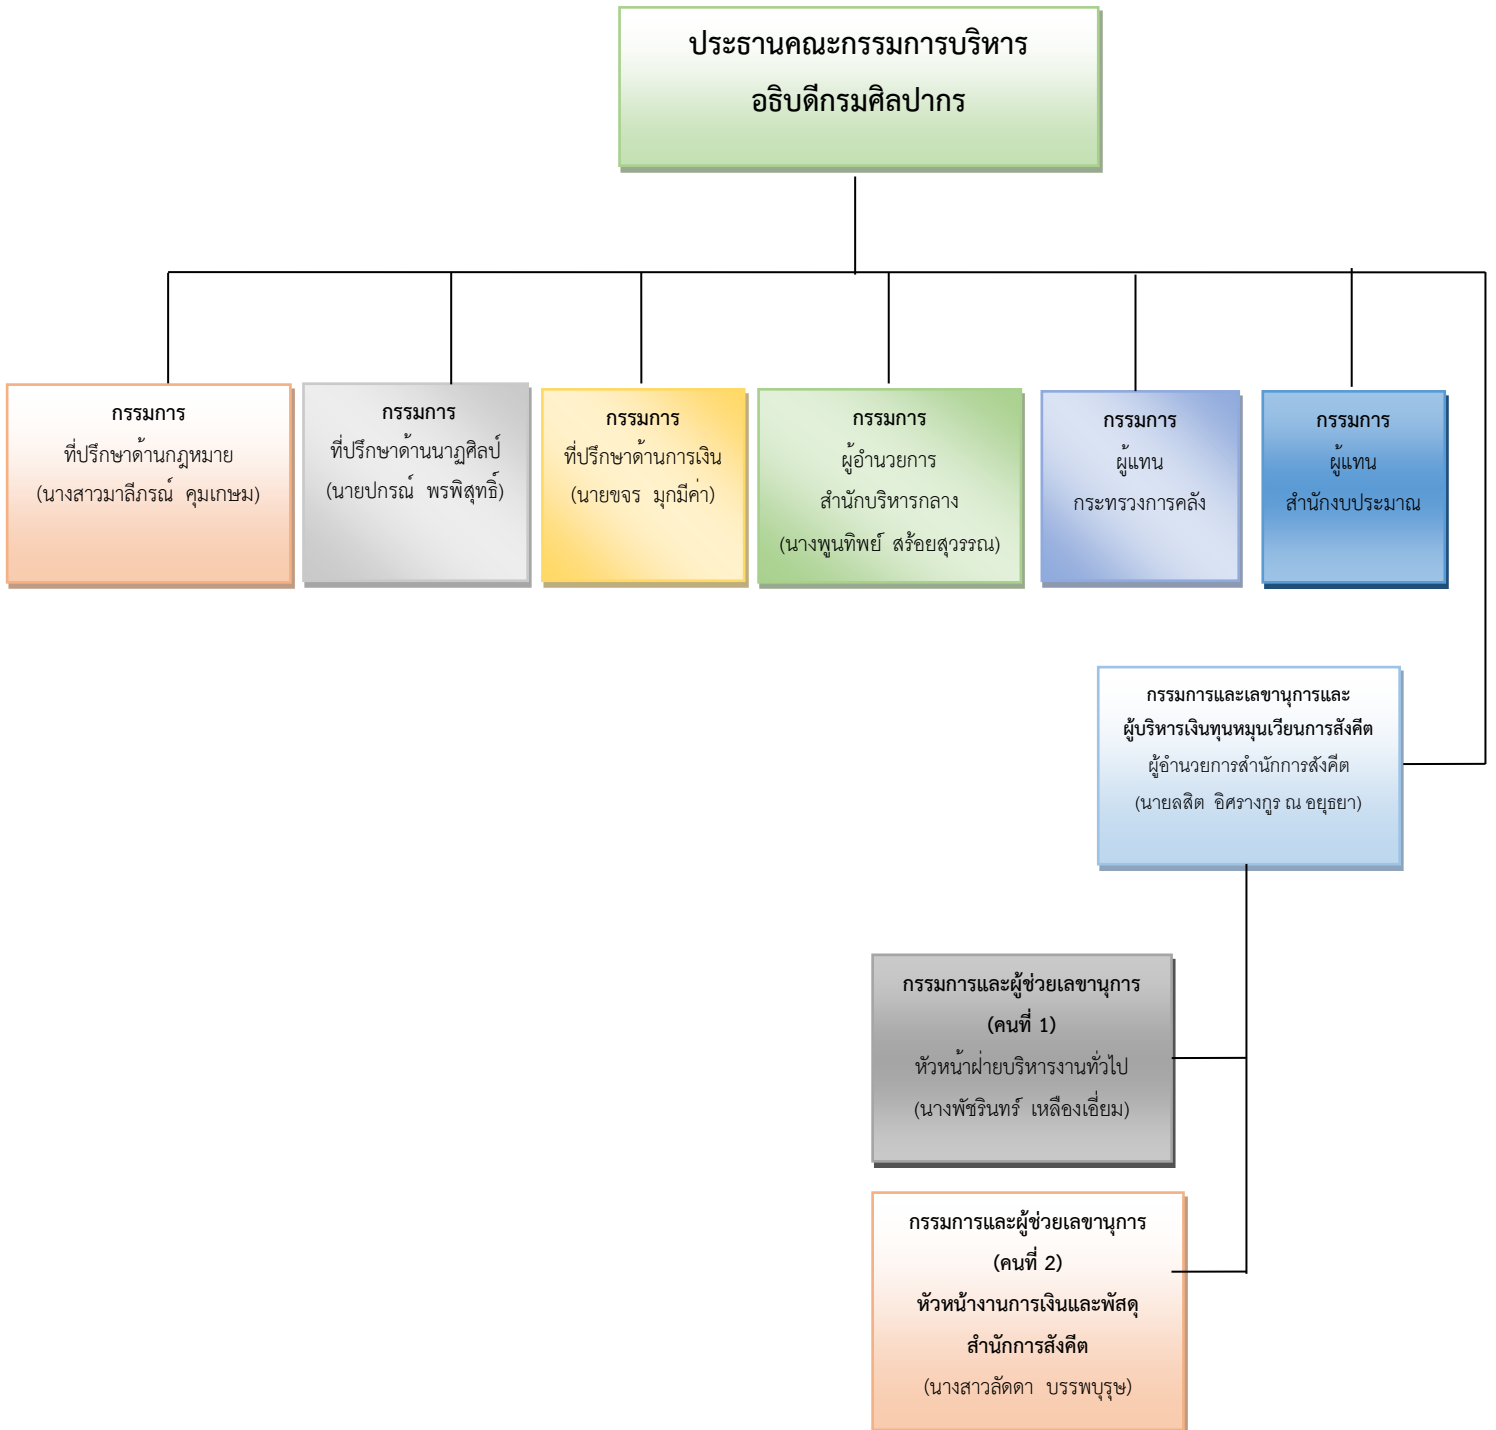 ประธานคณะกรรมการบริหาร
อธิบดีกรมศิลปากร
กรรมการ
ที่ปรึกษาด้านกฎหมาย
(นางสาวมาลีภรณ์ คุมเกษม)
กรรมการ
ที่ปรึกษาด้านนาฏศิลป์
(นายปกรณ์ พรพิสุทธิ์)
กรรมการ
ที่ปรึกษาด้านการเงิน
(นายขจร มุกมีค่า)
กรรมการ
ผู้อำนวยการ
สำนักบริหารกลาง
(นางพูนทิพย์ สร้อยสุวรรณ)
กรรมการ
ผู้แทน
กระทรวงการคลัง
กรรมการ
ผู้แทน
สำนักงบประมาณ
กรรมการและเลขานุการและ
ผู้บริหารเงินทุนหมุนเวียนการสังคีต
ผู้อำนวยการสำนักการสังคีต
(นายลสิต อิศรางกูร ณ อยุธยา)
กรรมการและผู้ช่วยเลขานุการ
(คนที่ 1)
หัวหน้าฝ่ายบริหารงานทั่วไป
(นางพัชรินทร์ เหลืองเอี่ยม)
กรรมการและผู้ช่วยเลขานุการ
(คนที่ 2)
หัวหน้างานการเงินและพัสดุ
สำนักการสังคีต
(นางสาวลัดดา บรรพบุรุษ)